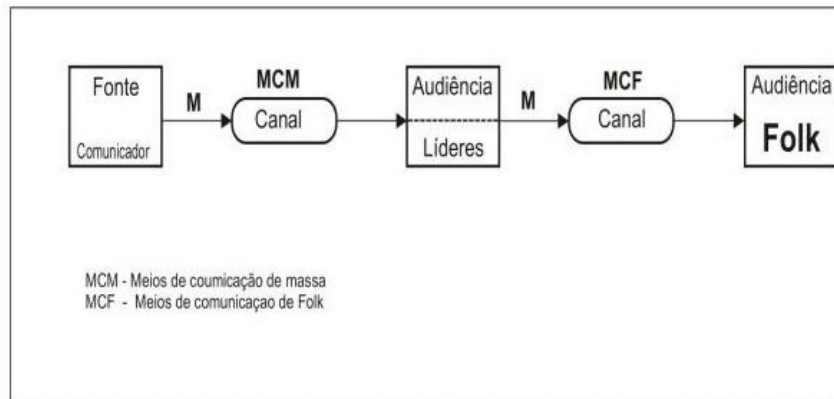 Fonte
Comunicador
M
MCM
Canal
Audiência
Líderes
M
MCF
Canal
Audiência
Folk
MCM - Meios de coumicação de massa
MCF - Meios de comunicaçao de Folk